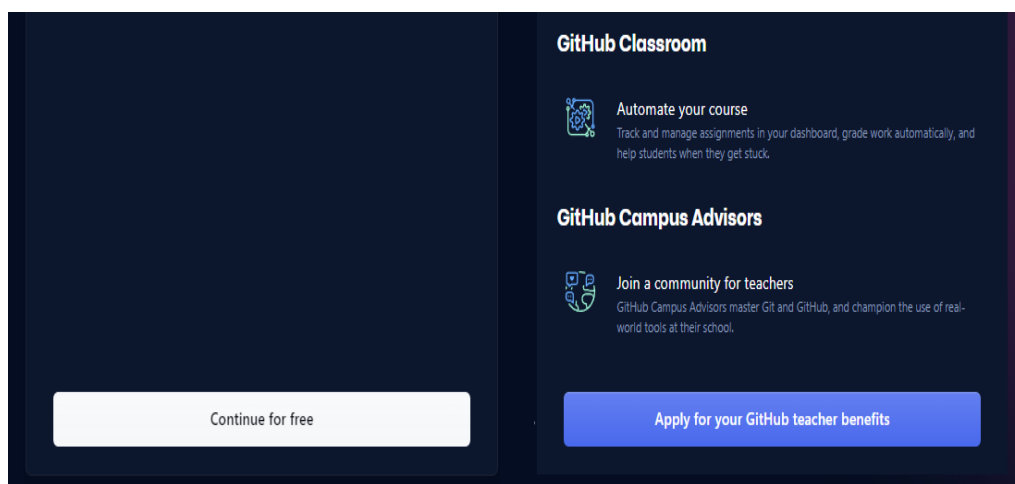 GitHub Classroom
Automate your course
Track and manage assignments in your dashboard, grade work automatically, and
help students when they get stuck.
GitHub Campus Advisors
Join a community for teachers
GitHub Campus Advisors master Git and GitHub, and champion the use of real-
world tools at their school.
Continue for free
Apply for your GitHub teacher benefits